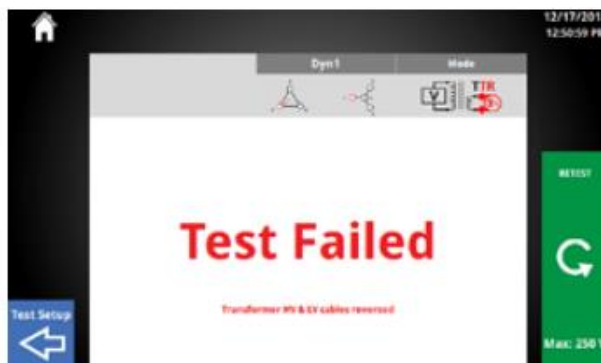 12/17/201
12:50:59 PM
Dyn1
Mode
TTR
Test Failed
RETEST
Transformer HV & LV cables reversed
Test Setup
Max: 250 V